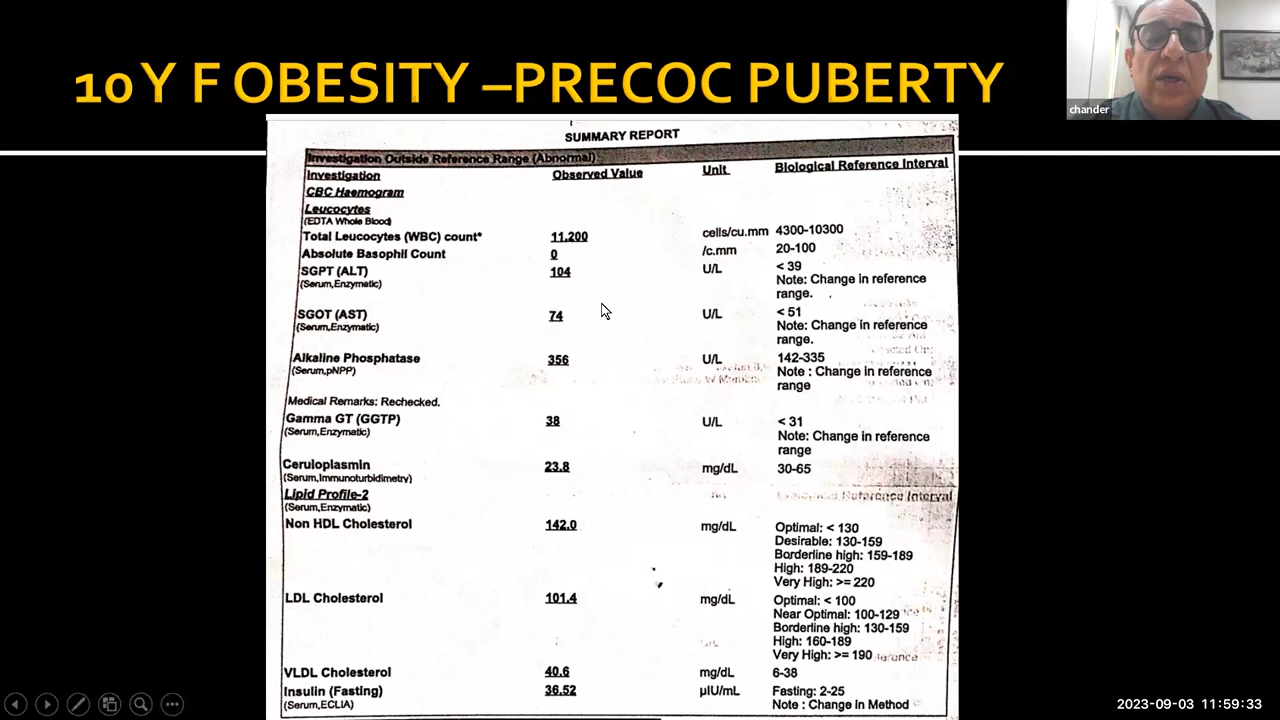 10 Y F OBESITY –PRECOC PUBERTY
chander
SUMMARY REPORT
Investigation Outside Reference Range (Abnormal)
Investigation Observed Value Unit Biological Reference Interval
CBC Haemogram
Leucocytes
(EDTA Whole Blood)
Total Leucocytes (WBC) count* 11,200 cells/cu.mm 4300-10300
Absolute Basophil Count 0 /c.mm 20-100
SGPT (ALT) 104 U/L < 39
(Serum,Enzymatic) Note: Change in reference
range.
SGOT (AST) 74 U/L < 51
(Serum,Enzymatic) Note: Change in reference
range.
Alkaline Phosphatase 356 U/L 142-335
(Serum,pNPP) Note : Change in reference
range
Medical Remarks: Rechecked.
Gamma GT (GGTP) 38 U/L < 31
(Serum,Enzymatic) Note: Change in reference
range
Ceruloplasmin 23.8 mg/dL 30-65
(Serum,Immunoturbidimetry)
Lipid Profile-2
(Serum,Enzymatic)
Non HDL Cholesterol 142.0 mg/dL Optimal: < 130
Desirable: 130-159
Borderline high: 159-189
High: 189-220
Very High: >= 220
LDL Cholesterol 101.4 mg/dL Optimal: < 100
Near Optimal: 100-129
Borderline high: 130-159
High: 160-189
Very High: >= 190
VLDL Cholesterol 40.6 mg/dL 6-38
Insulin (Fasting) 36.52 µIU/mL Fasting: 2-25
(Serum,ECLIA) Note : Change in Method
2023-09-03 11:59:33